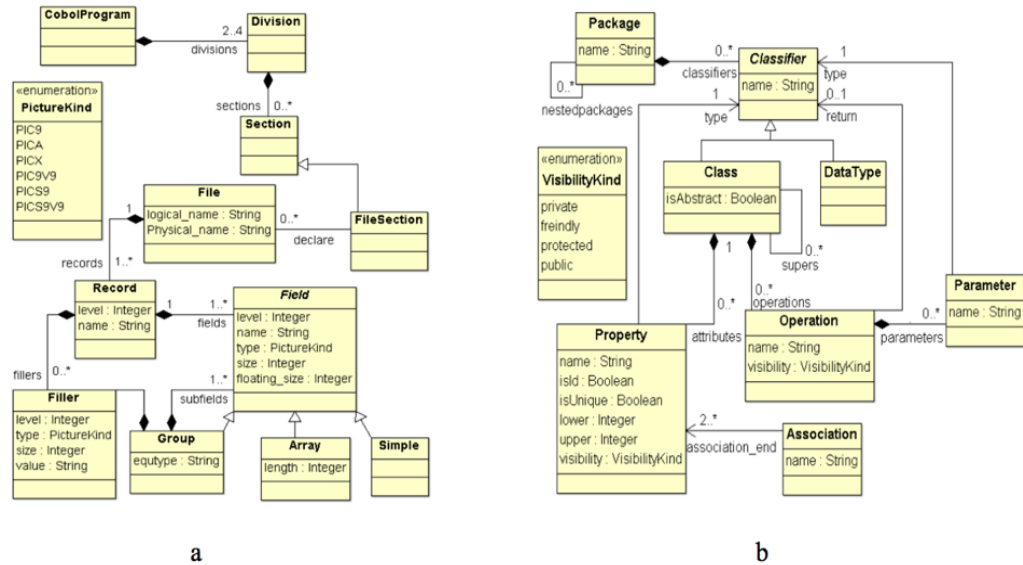 CobolProgram
2..4
divisions
Division
«enumeration»
PictureKind
PIC9
PICA
PICX
PIC9V9
PICS9
PICS9V9
sections
0..*
Section
File
logical_name : String
Physical_name : String
0..*
declare
FileSection
1
records
1..*
Record
level : Integer
name : String
1
1..*
fields
Field
level : Integer
name : String
type : PictureKind
size : Integer
floating_size : Integer
fillers
0..*
Filler
level : Integer
type : PictureKind
size : Integer
value : String
1..*
subfields
Group
equtype : String
Array
length : Integer
Simple
a
Package
name : String
0..*
nestedpackages
0..*
classifiers
Classifier
name : String
1
type
1
type
0..1
return
«enumeration»
VisibilityKind
private
freindly
protected
public
Class
isAbstract : Boolean
DataType
1
0..*
supers
0..*
attributes
0..*
operations
Property
name : String
isId : Boolean
isUnique : Boolean
lower : Integer
upper : Integer
visibility : VisibilityKind
Operation
name : String
visibility : VisibilityKind
0..*
parameters
Parameter
name : String
2..*
association_end
Association
name : String
b